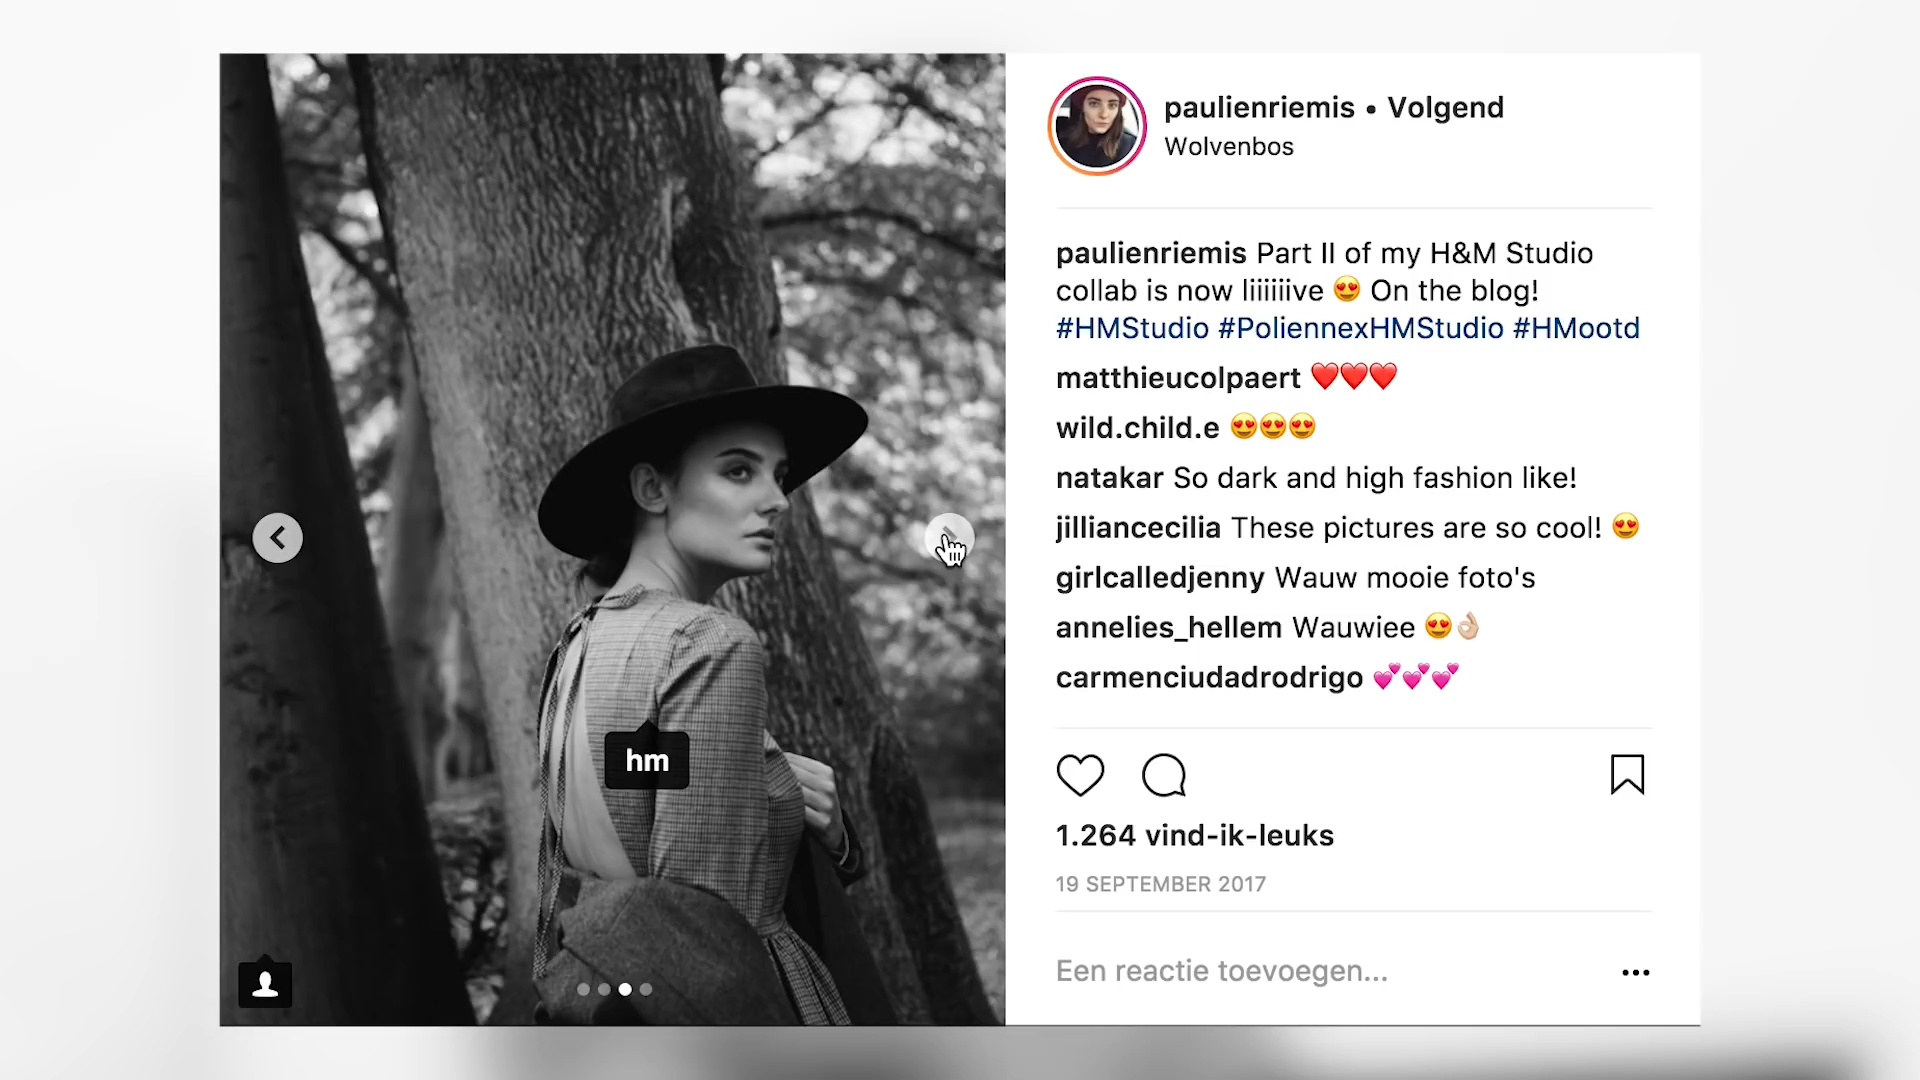 paulienriemis • Volgend
Wolvenbos
paulienriemis Part II of my H&M Studio
collab is now liiiiiive 😍 On the blog!
#HMStudio #PoliennexHMStudio #HMootd
matthieucolpaert ❤️❤️❤️
wild.child.e 😍😍😍
natakar So dark and high fashion like!
jilliancecilia These pictures are so cool! 😍
girlcalledjenny Wauw mooie foto's
annelies_hellem Wauwiee 😍👌🏼
carmenciudadrodrigo 💕💕💕
hm
1.264 vind-ik-leuks
19 SEPTEMBER 2017
Een reactie toevoegen...